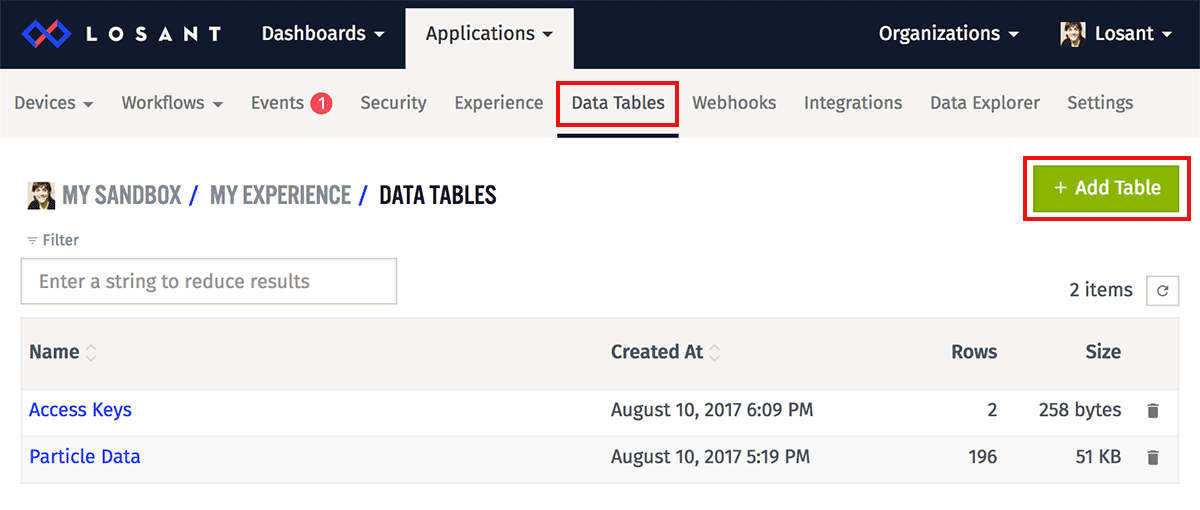 LOSANT Dashboards Applications Organizations Losant
Devices Workflows Events 1 Security Experience Data Tables Webhooks Integrations Data Explorer Settings
MY SANDBOX / MY EXPERIENCE / DATA TABLES
+ Add Table
Filter
Enter a string to reduce results
2 items
Name Created At Rows Size
Access Keys August 10, 2017 6:09 PM 2 258 bytes
Particle Data August 10, 2017 5:19 PM 196 51 KB